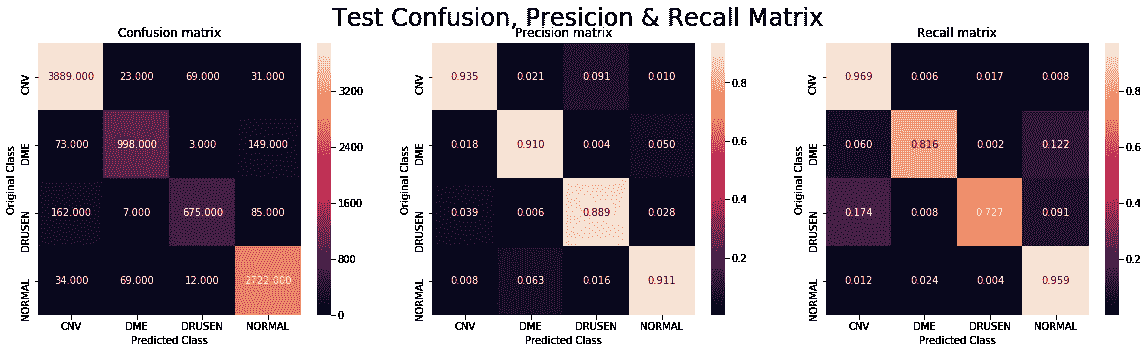 Test Confusion, Presicion & Recall Matrix
Confusion matrix
Original Class
CNV 3889.000 23.000 69.000 31.000
DME 73.000 998.000 3.000 149.000
DRUSEN 162.000 7.000 675.000 85.000
NORMAL 34.000 69.000 12.000 2722.000
CNV DME DRUSEN NORMAL
Predicted Class
3200
2400
1600
800
0
Precision matrix
Original Class
CNV 0.935 0.021 0.091 0.010
DME 0.018 0.910 0.004 0.050
DRUSEN 0.039 0.006 0.889 0.028
NORMAL 0.008 0.063 0.016 0.911
CNV DME DRUSEN NORMAL
Predicted Class
0.8
0.6
0.4
0.2
Recall matrix
Original Class
CNV 0.969 0.006 0.017 0.008
DME 0.060 0.816 0.002 0.122
DRUSEN 0.174 0.008 0.727 0.091
NORMAL 0.012 0.024 0.004 0.959
CNV DME DRUSEN NORMAL
Predicted Class
0.8
0.6
0.4
0.2